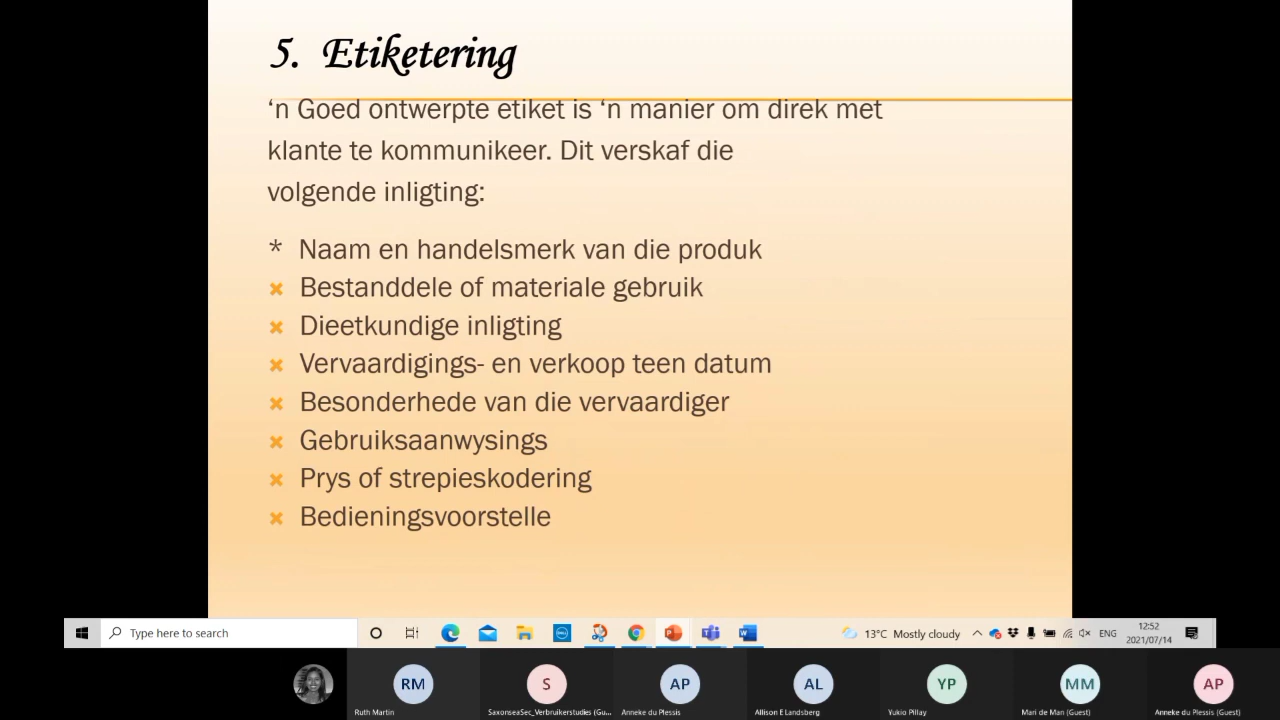 5. Etiketering
‘n Goed ontwerpte etiket is ‘n manier om direk met
klante te kommunikeer. Dit verskaf die
volgende inligting:
* Naam en handelsmerk van die produk
Bestanddele of materiale gebruik
Dieetkundige inligting
Vervaardigings- en verkoop teen datum
Besonderhede van die vervaardiger
Gebruiksaanwysings
Prys of strepieskodering
Bedieningsvoorstelle
Type here to search
13°C Mostly cloudy
ENG
12:52
2021/07/14
RM
S
AP
AL
YP
MM
AP
Ruth Martin
SaxonseaSec_Verbruikerstudies (Gu...
Anneke du Plessis
Allison E Landsberg
Yukio Pillay
Mari de Man (Guest)
Anneke du Plessis (Guest)